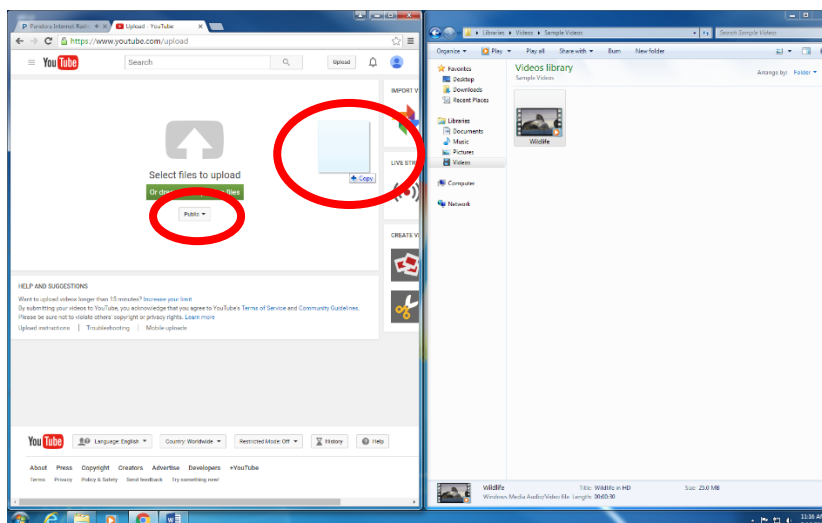 Pandora Internet Radio
Upload - YouTube
https://www.youtube.com/upload
YouTube
Search
Upload
IMPORT V
Select files to upload
Public
Copy
LIVE STR
CREATE VI
HELP AND SUGGESTIONS
Want to upload videos longer than 15 minutes? Increase your limit
By submitting your videos to YouTube, you acknowledge that you agree to YouTube's Terms of Service and Community Guidelines.
Please be sure not to violate others' copyright or privacy rights. Learn more
Upload instructions | Troubleshooting | Mobile uploads
YouTube
Language: English
Country: Worldwide
Restricted Mode: Off
History
Help
About Press Copyright Creators Advertise Developers +YouTube
Terms Privacy Policy & Safety Send feedback Try something new!
Libraries
Videos
Sample Videos
Search Sample Videos
Organize
Play
Play all
Share with
Burn
New folder
Favorites
Desktop
Downloads
Recent Places
Libraries
Documents
Music
Pictures
Videos
Computer
Network
Videos library
Sample Videos
Arrange by: Folder
Wildlife
Wildlife
Title: Wildlife in HD
Size: 25.0 MB
Windows Media Audio/Video file
Length: 00:00:30
11:16 AM